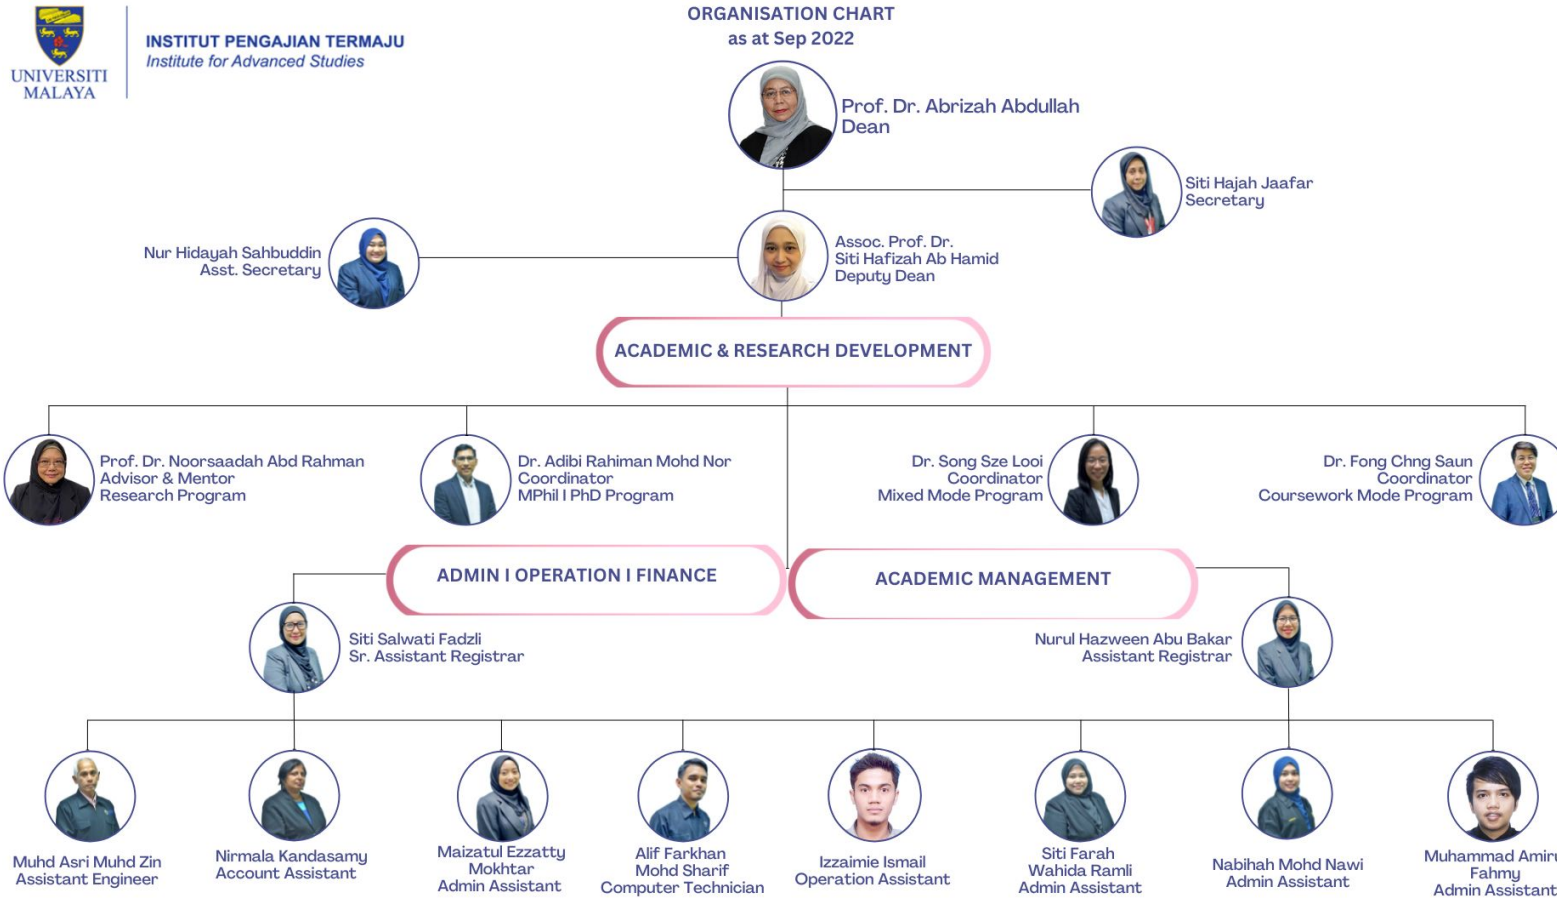 ORGANISATION CHART
as at Sep 2022
UNIVERSITI
MALAYA
INSTITUT PENGAJIAN TERMAJU
Institute for Advanced Studies
Prof. Dr. Abrizah Abdullah
Dean
Siti Hajah Jaafar
Secretary
Nur Hidayah Sahbuddin
Asst. Secretary
Assoc. Prof. Dr.
Siti Hafizah Ab Hamid
Deputy Dean
ACADEMIC & RESEARCH DEVELOPMENT
Prof. Dr. Noorsaadah Abd Rahman
Advisor & Mentor
Research Program
Dr. Adibi Rahiman Mohd Nor
Coordinator
MPhil I PhD Program
Dr. Song Sze Looi
Coordinator
Mixed Mode Program
Dr. Fong Chng Saun
Coordinator
Coursework Mode Program
ADMIN I OPERATION I FINANCE
ACADEMIC MANAGEMENT
Siti Salwati Fadzli
Sr. Assistant Registrar
Nurul Hazween Abu Bakar
Assistant Registrar
Muhd Asri Muhd Zin
Assistant Engineer
Nirmala Kandasamy
Account Assistant
Maizatul Ezzatty
Mokhtar
Admin Assistant
Alif Farkhan
Mohd Sharif
Computer Technician
Izzaimie Ismail
Operation Assistant
Siti Farah
Wahida Ramli
Admin Assistant
Nabihah Mohd Nawi
Admin Assistant
Muhammad
Fahmy
Admin Assistant